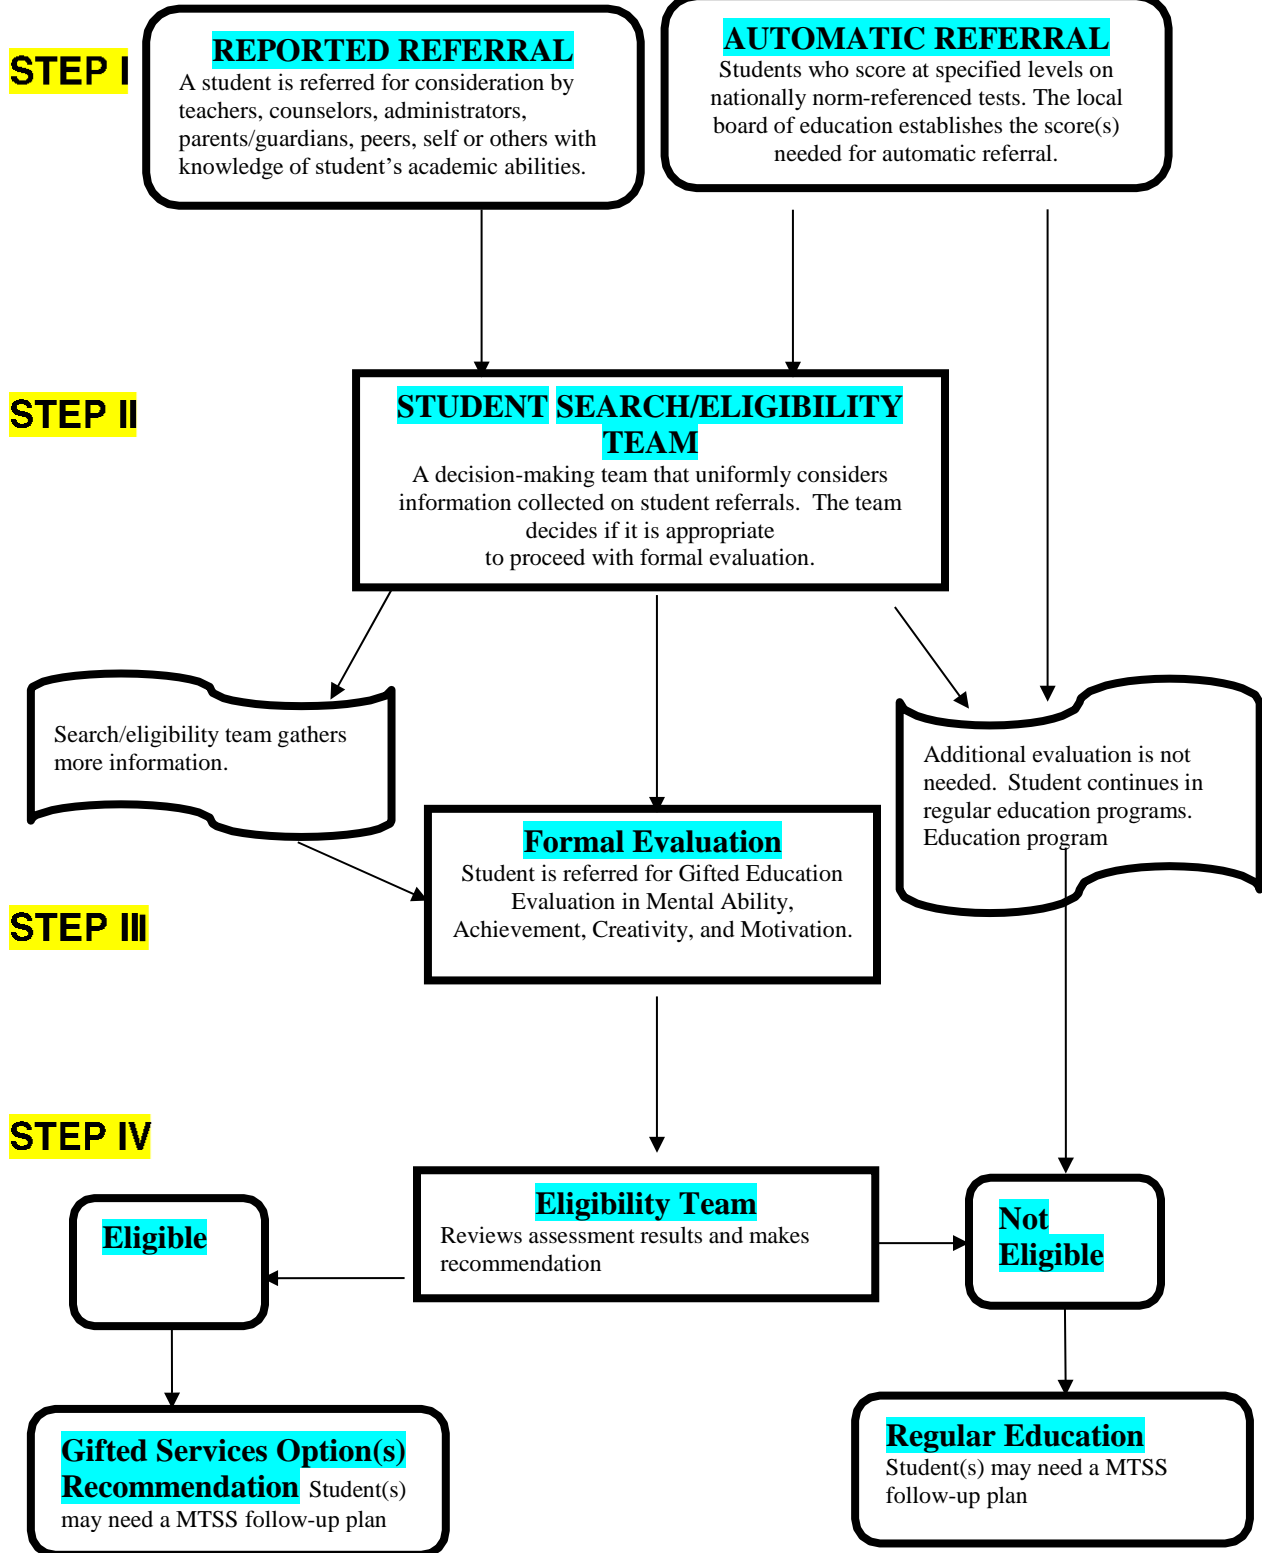 STEP I
REPORTED REFERRAL
A student is referred for consideration by
teachers, counselors, administrators,
parents/guardians, peers, self or others with
knowledge of student’s academic abilities.
AUTOMATIC REFERRAL
Students who score at specified levels on
nationally norm-referenced tests. The local
board of education establishes the score(s)
needed for automatic referral.
STEP II
STUDENT SEARCH/ELIGIBILITY
TEAM
A decision-making team that uniformly considers
information collected on student referrals. The team
decides if it is appropriate
to proceed with formal evaluation.
Search/eligibility team gathers
more information.
Additional evaluation is not
needed. Student continues in
regular education programs.
Education program
STEP III
Formal Evaluation
Student is referred for Gifted Education
Evaluation in Mental Ability,
Achievement, Creativity, and Motivation.
STEP IV
Eligible
Eligibility Team
Reviews assessment results and makes
recommendation
Not
Eligible
Gifted Services Option(s)
Recommendation Student(s)
may need a MTSS follow-up plan
Regular Education
Student(s) may need a MTSS
follow-up plan